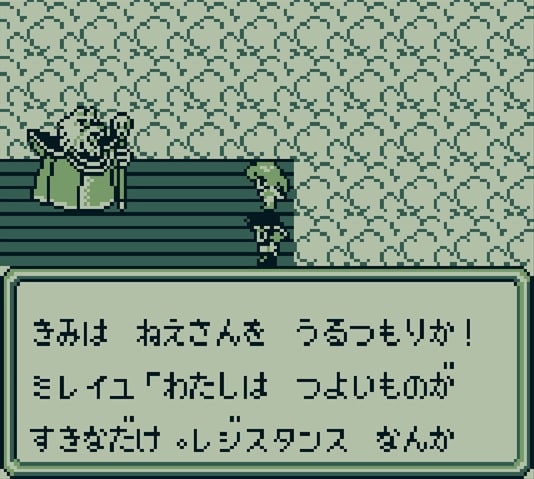 きみは ねえさんを うるつもりか！
ミレイユ「わたしは つよいものが
すきなだけ。レジスタンス なんか